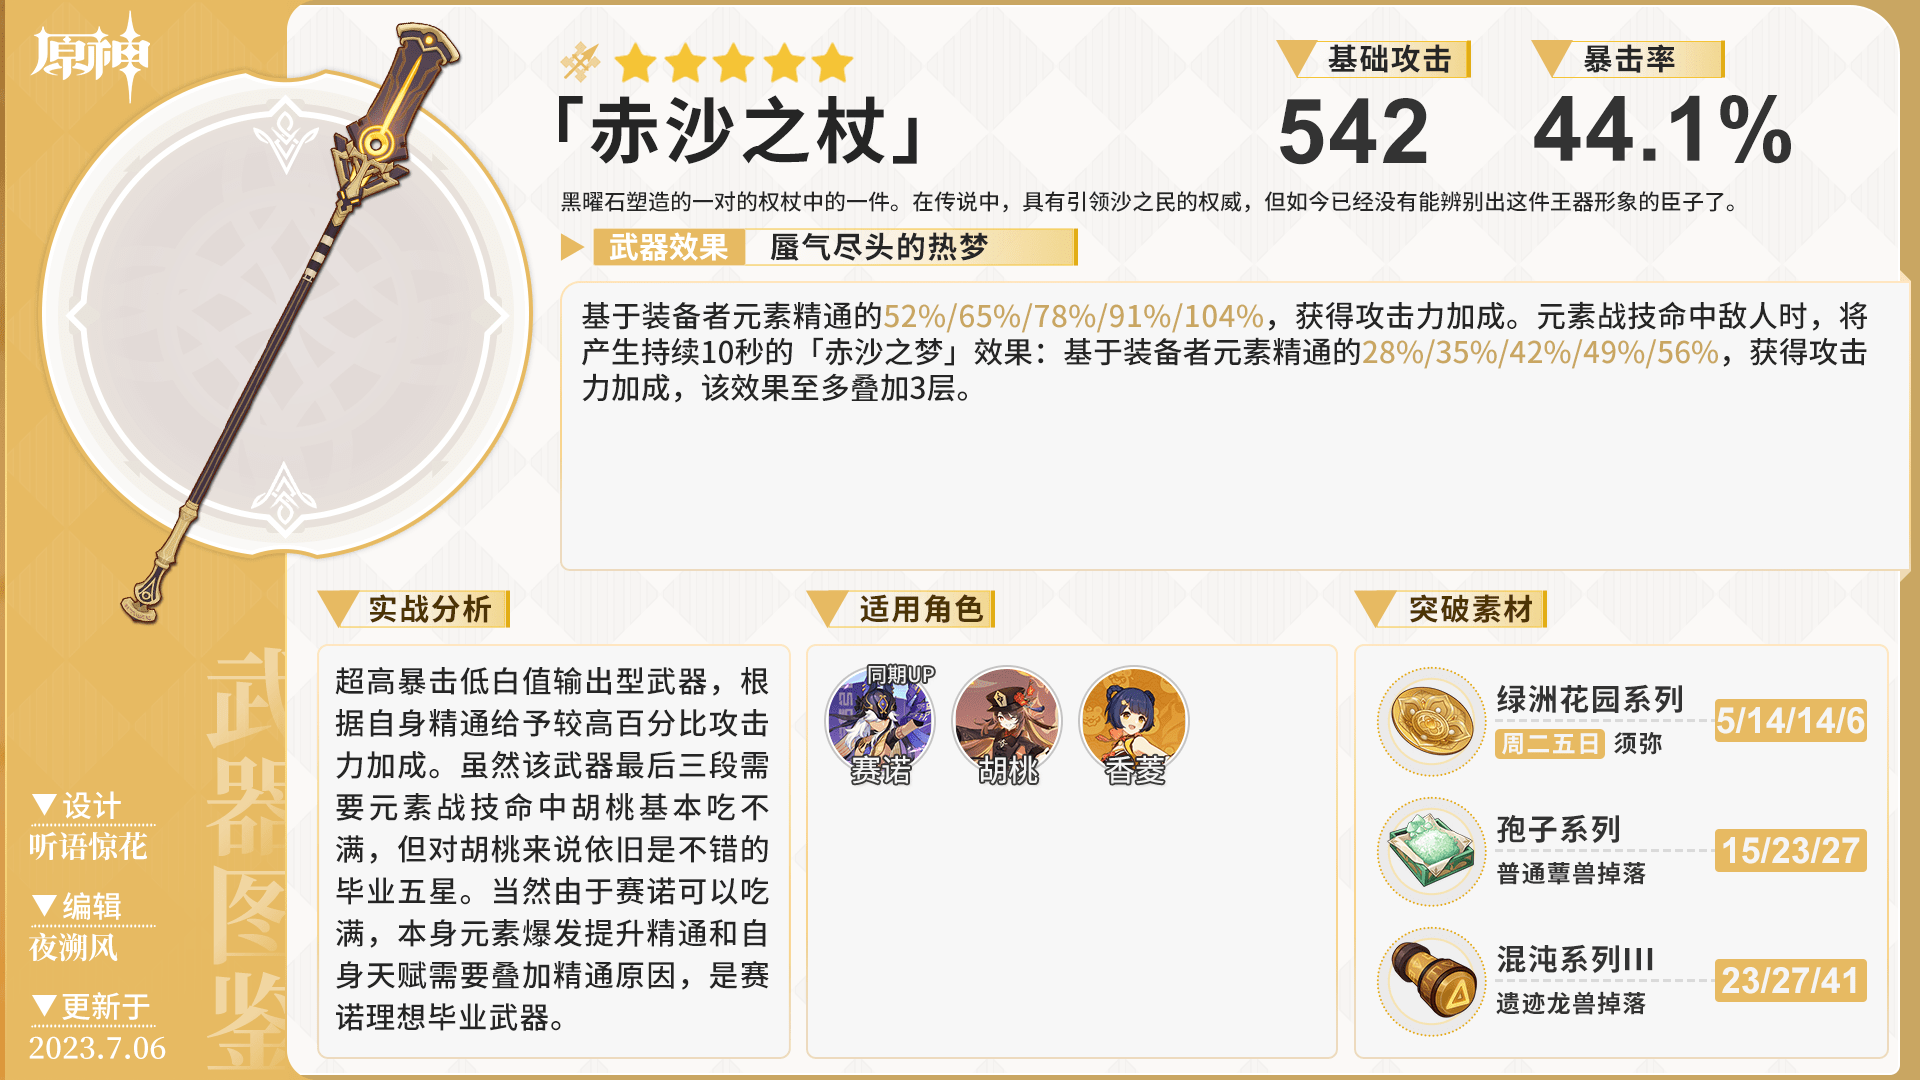 原神
「赤沙之杖」
基础攻击
542
暴击率
44.1%
黑曜石塑造的一对的权杖中的一件。在传说中，具有引领沙之民的权威，但如今已经没有能辨别出这件王器形象的臣子了。
武器效果
蜃气尽头的热梦
基于装备者元素精通的52%/65%/78%/91%/104%，获得攻击力加成。元素战技命中敌人时，将
产生持续10秒的「赤沙之梦」效果：基于装备者元素精通的28%/35%/42%/49%/56%，获得攻击
力加成，该效果至多叠加3层。
实战分析
超高暴击低白值输出型武器，根
据自身精通给予较高百分比攻击
力加成。虽然该武器最后三段需
要元素战技命中胡桃基本吃不
满，但对胡桃来说依旧是不错的
毕业五星。当然由于赛诺可以吃
满，本身元素爆发提升精通和自
身天赋需要叠加精通原因，是赛
诺理想毕业武器。
适用角色
同期UP
赛诺
胡桃
香菱
突破素材
绿洲花园系列
周二五日 须弥
5/14/14/6
孢子系列
普通蕈兽掉落
15/23/27
混沌系列III
遗迹龙兽掉落
23/27/41
武器图鉴
▼设计
听语惊花
▼编辑
夜溯风
▼更新于
2023.7.06